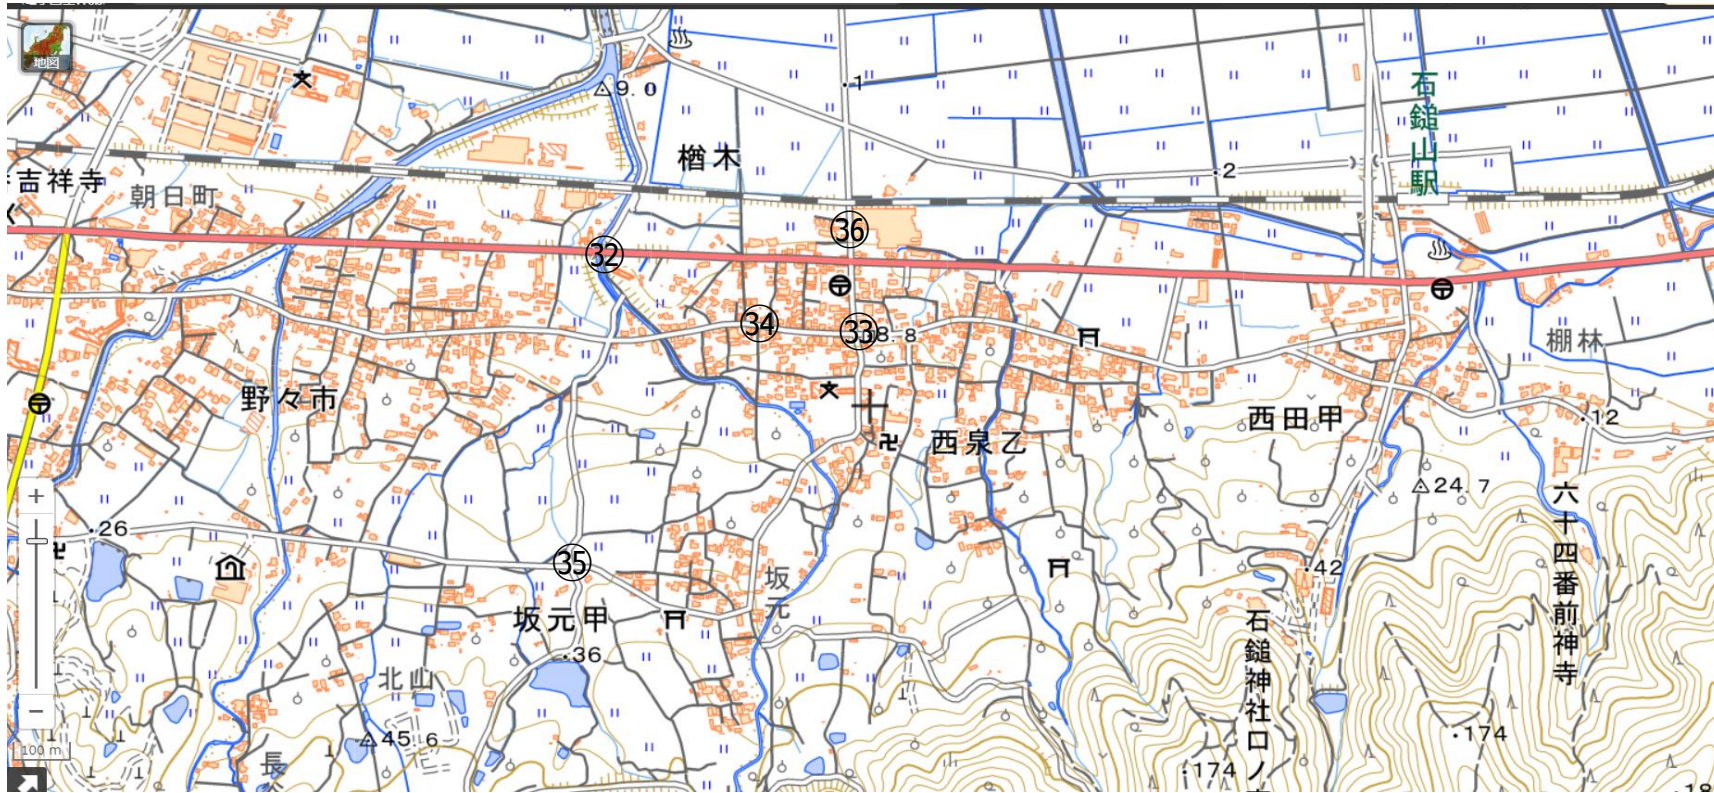 地図
9.0
1
楢木
石鎚山駅
2
吉祥寺
朝日町
36
32
34
33
8.8
棚林
野々市
西泉乙
西田甲
12
24.7
六十四番前神寺
26
35
42
坂元
坂元甲
36
北山
石鎚神社口ノ
45.6
長
174
174
100 m